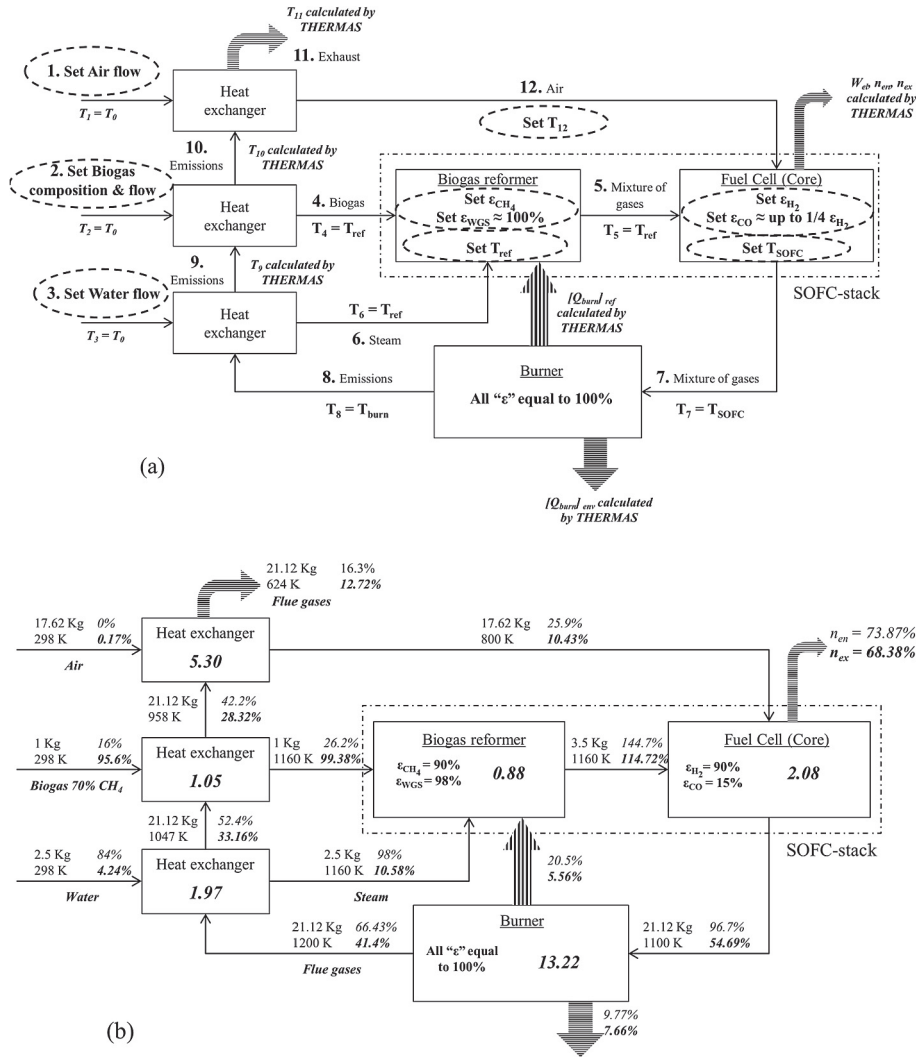 T11 calculated by
THERMAS
11. Exhaust
1. Set Air flow
T1 = T0
Heat
exchanger
12. Air
Set T12
Wel, nen, nex
calculated by
THERMAS
10.
Emissions
T10 calculated by
THERMAS
2. Set Biogas
composition & flow
T2 = T0
Heat
exchanger
4. Biogas
T4 = Tref
Biogas reformer
Set εCH4
Set εWGS ≈ 100%
Set Tref
5. Mixture of
gases
T5 = Tref
Fuel Cell (Core)
Set εH2
Set εCO ≈ up to 1/4 εH2
Set TSOFC
SOFC-stack
9.
Emissions
T9 calculated by
THERMAS
3. Set Water flow
T3 = T0
Heat
exchanger
T6 = Tref
6. Steam
[Qburn] ref
calculated by
THERMAS
8. Emissions
T8 = Tburn
Burner
All “ε” equal to 100%
7. Mixture of gases
T7 = TSOFC
(a)
[Qburn] env calculated
by THERMAS
21.12 Kg 16.3%
624 K 12.72%
Flue gases
17.62 Kg 0%
298 K 0.17%
Air
Heat exchanger
5.30
17.62 Kg 25.9%
800 K 10.43%
nen = 73.87%
nex = 68.38%
21.12 Kg 42.2%
958 K 28.32%
1 Kg 16%
298 K 95.6%
Biogas 70% CH4
Heat exchanger
1.05
1 Kg 26.2%
1160 K 99.38%
Biogas reformer
εCH4 = 90%
εWGS = 98%
0.88
3.5 Kg 144.7%
1160 K 114.72%
Fuel Cell (Core)
εH2 = 90%
εCO = 15%
2.08
SOFC-stack
21.12 Kg 52.4%
1047 K 33.16%
2.5 Kg 84%
298 K 4.24%
Water
Heat exchanger
1.97
2.5 Kg 98%
1160 K 10.58%
Steam
20.5%
5.56%
21.12 Kg 66.43%
1200 K 41.4%
Flue gases
Burner
All “ε” equal
to 100%
13.22
21.12 Kg 96.7%
1100 K 54.69%
(b)
9.77%
7.66%